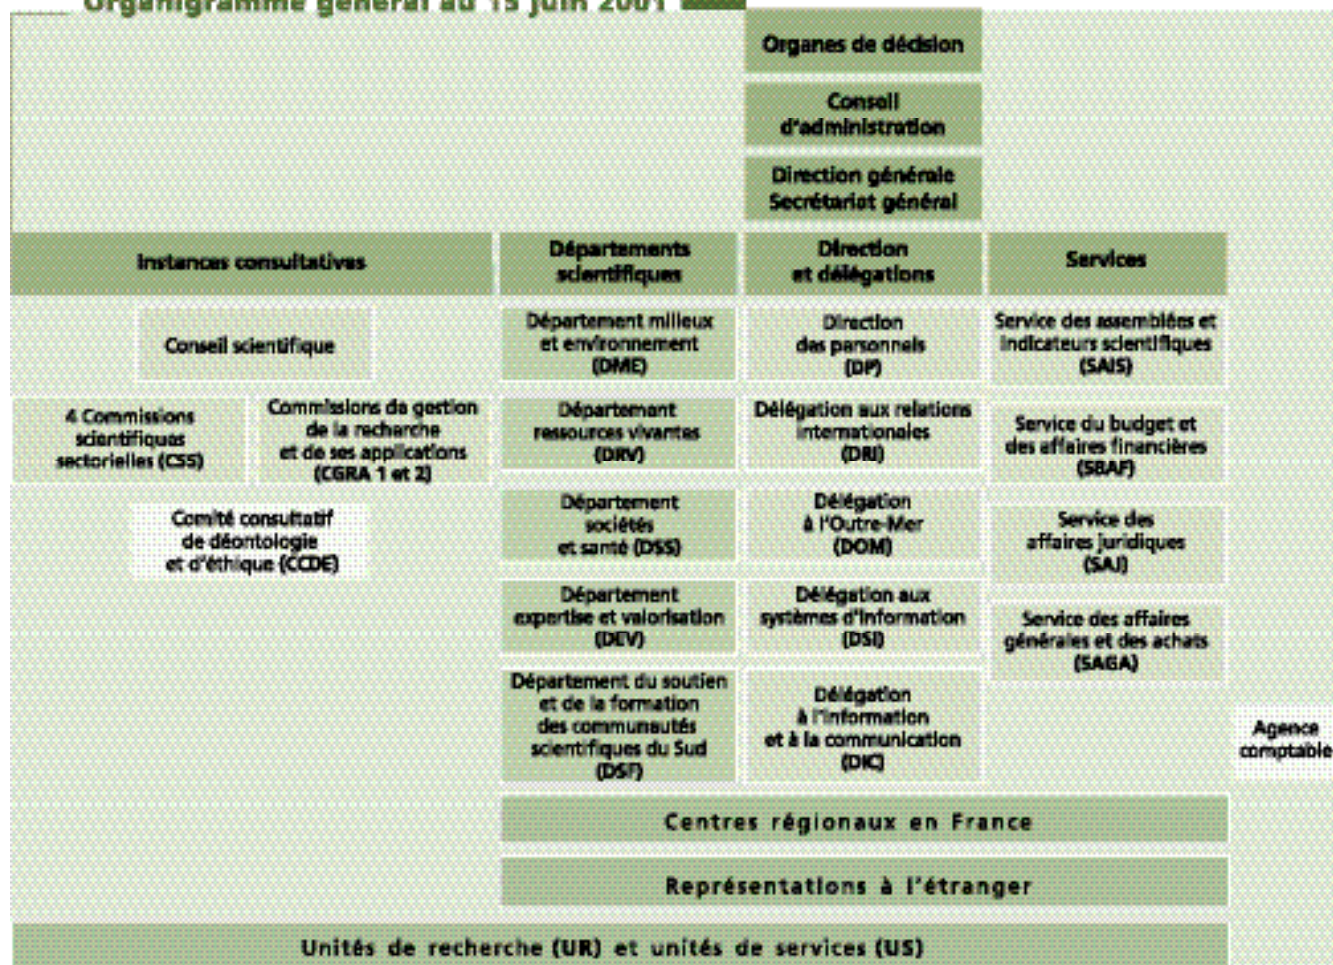 Organigramme général au 15 juin 2001
Organes de décision
Conseil
d'administration
Direction générale
Secrétariat général
Instances consultatives
Conseil scientifique
4 Commissions
scientifiques
sectorielles (CSS)
Commissions de gestion
de la recherche
et de ses applications
(CGRA 1 et 2)
Comité consultatif
de déontologie
et d'éthique (CCDE)
Départements
scientifiques
Département milieux
et environnement
(DME)
Département
ressources vivantes
(DRV)
Département
sociétés
et santé (DSS)
Département
expertise et valorisation
(DEV)
Département du soutien
et de la formation
des communautés
scientifiques du Sud
(DSF)
Direction
et délégations
Direction
des personnels
(DP)
Délégation aux relations
internationales
(DRI)
Délégation
à l'Outre-Mer
(DOM)
Délégation aux
systèmes d'information
(DSI)
Délégation
à l'information
et à la communication
(DIC)
Services
Service des assemblées et
indicateurs scientifiques
(SAIS)
Service du budget et
des affaires financières
(SBAF)
Service des
affaires juridiques
(SAJ)
Service des affaires
générales et des achats
(SAGA)
Agence
comptable
Centres régionaux en France
Représentations à l'étranger
Unités de recherche (UR) et unités de services (US)